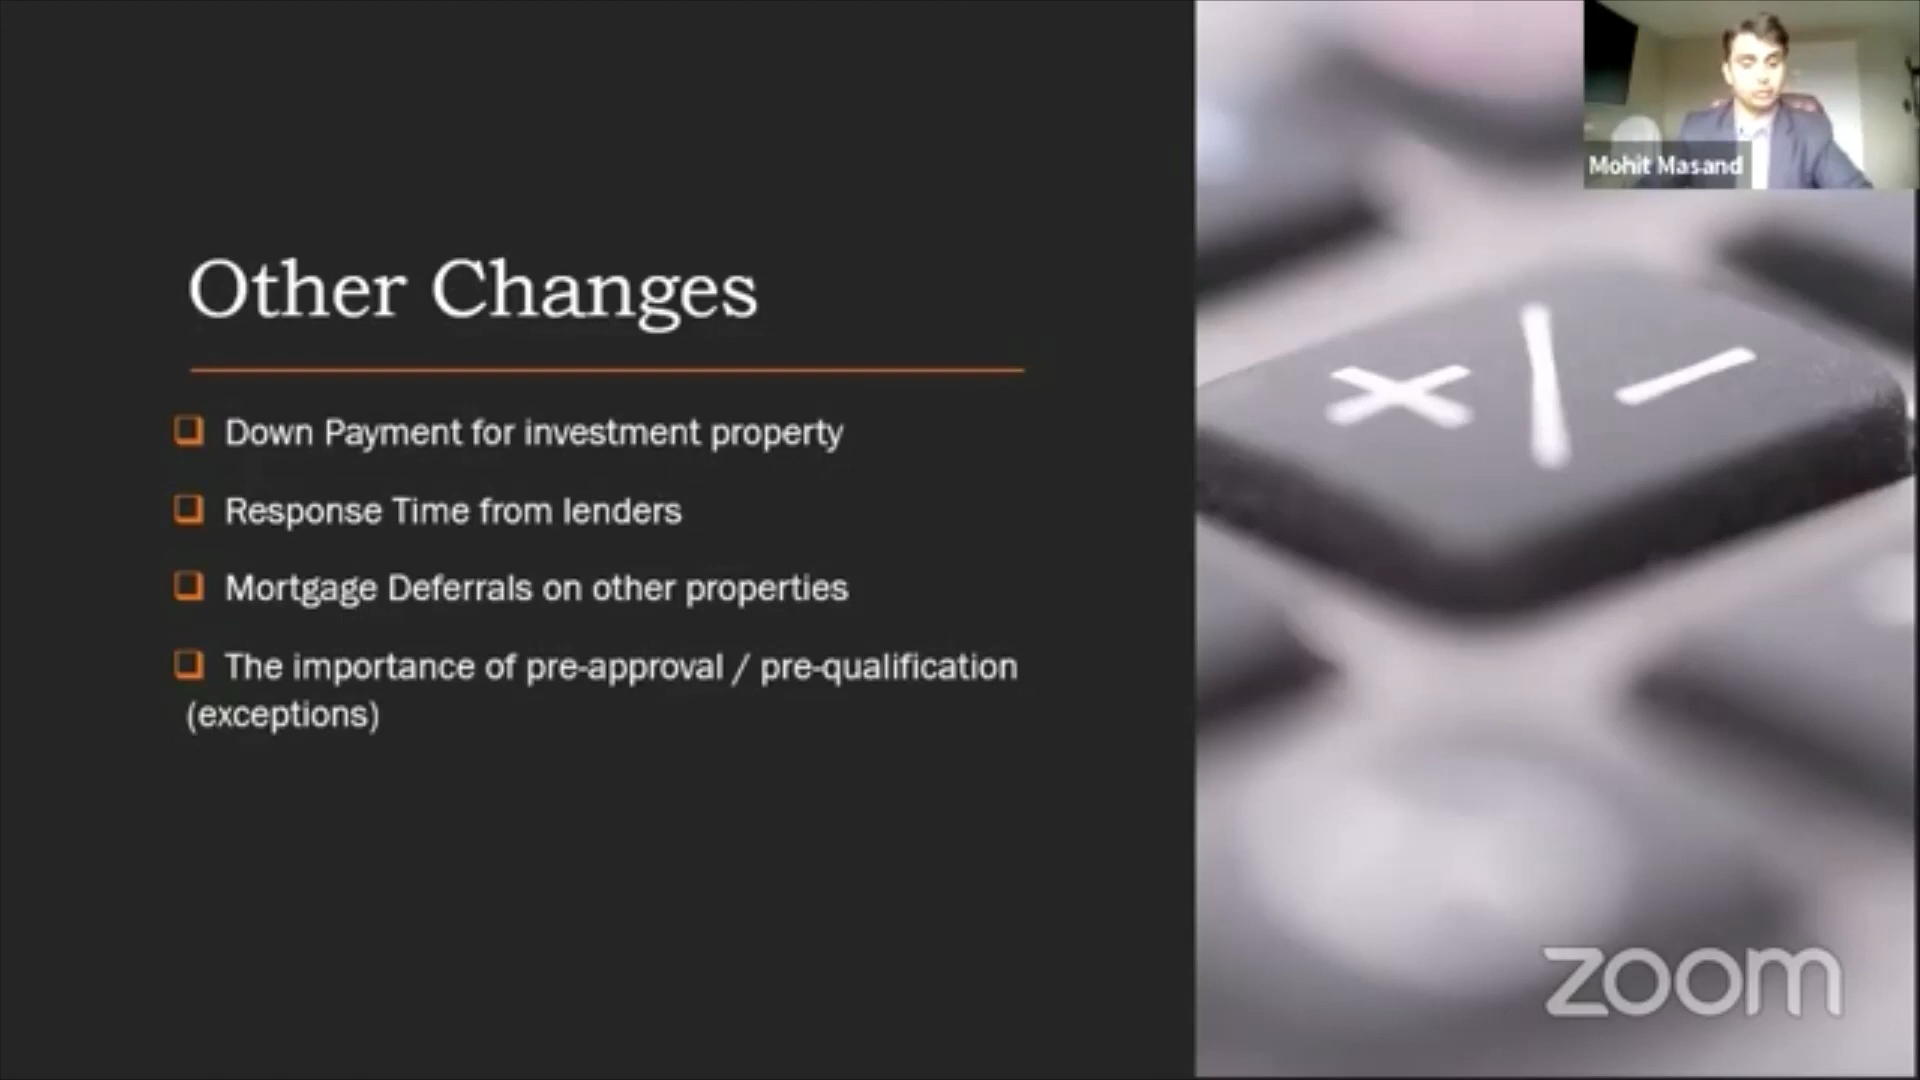 Mohit Masand
Other Changes
Down Payment for investment property
Response Time from lenders
Mortgage Deferrals on other properties
The importance of pre-approval / pre-qualification
(exceptions)
zoom